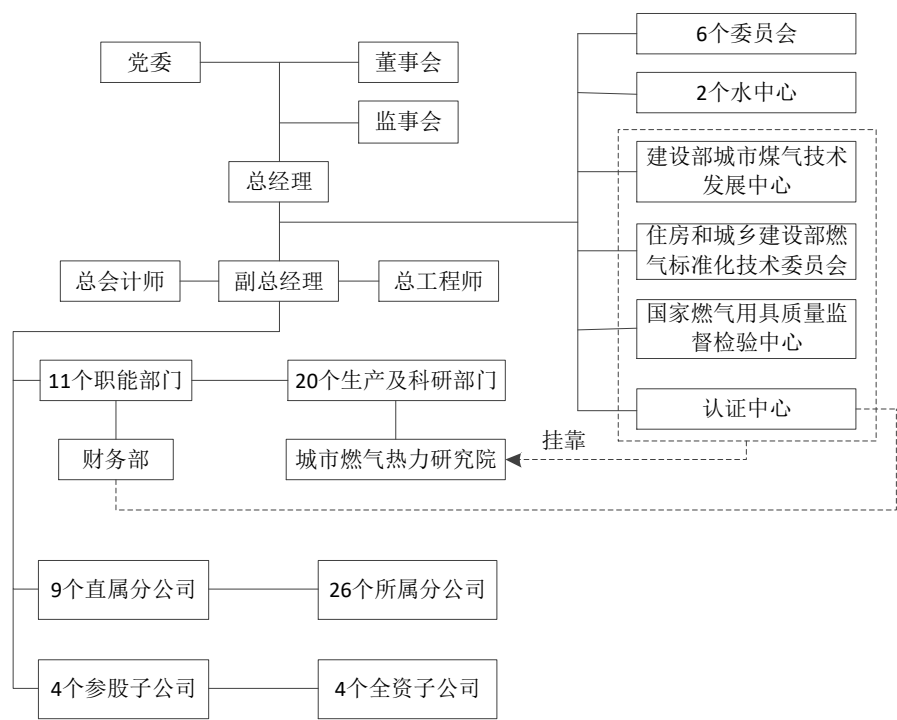 6个委员会
党委
董事会
2个水中心
监事会
建设部城市煤气技术
发展中心
总经理
住房和城乡建设部燃
气标准化技术委员会
总会计师
副总经理
总工程师
国家燃气用具质量监
督检验中心
11个职能部门
20个生产及科研部门
认证中心
挂靠
财务部
城市燃气热力研究院
9个直属分公司
26个所属分公司
4个参股子公司
4个全资子公司